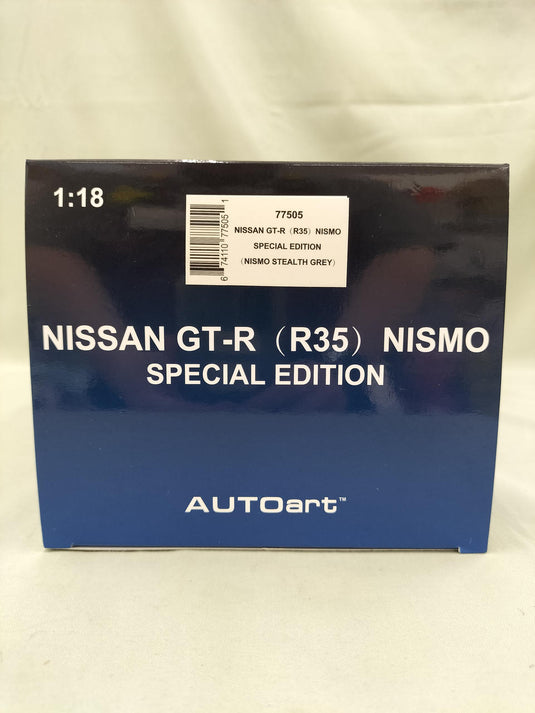 1:18
6 74110 77505 1
77505
NISSAN GT-R（R35）NISMO
SPECIAL EDITION
（NISMO STEALTH GREY）
NISSAN GT-R（R35）NISMO
SPECIAL EDITION
AUTOart™